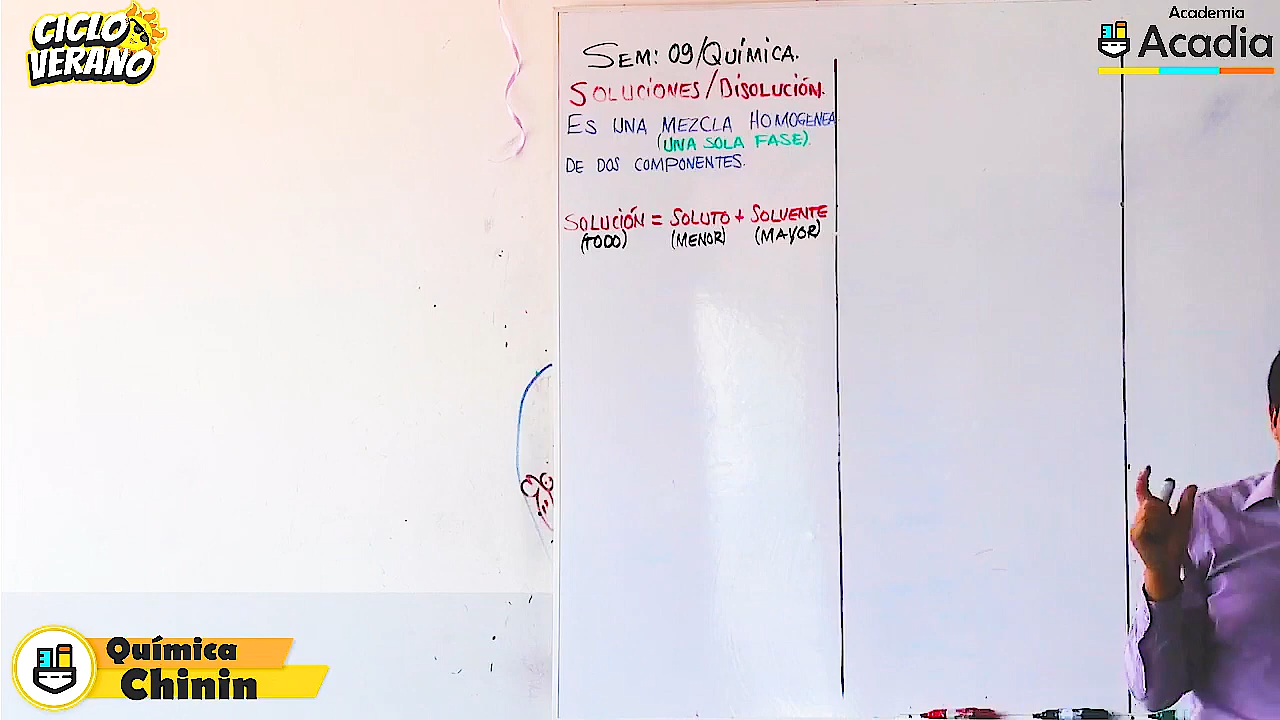 CICLO
VERANO
Academia
Acadia
SEM: 09/QUÍMICA.
SOLUCIONES/DISOLUCIÓN.
ES UNA MEZCLA HOMOGENEA
(UNA SOLA FASE).
DE DOS COMPONENTES.
SOLUCIÓN = SOLUTO + SOLVENTE
(TODO) (MENOR) (MAYOR)
Química
Chinin